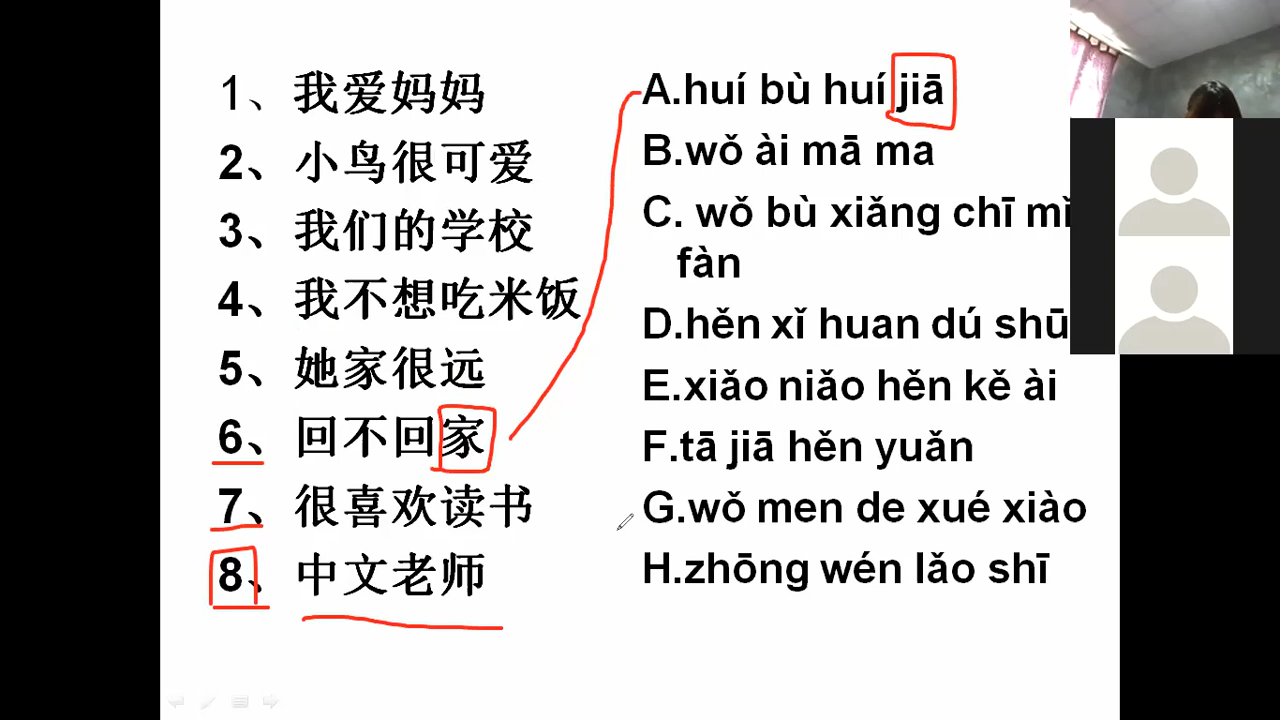 1、我爱妈妈
2、小鸟很可爱
3、我们的学校
4、我不想吃米饭
5、她家很远
6、回不回家
7、很喜欢读书
8、中文老师
A.huí bù huí jiā
B.wǒ ài mā ma
C. wǒ bù xiǎng chī mǐ
fàn
D.hěn xǐ huan dú shū
E.xiǎo niǎo hěn kě ài
F.tā jiā hěn yuǎn
G.wǒ men de xué xiào
H.zhōng wén lǎo shī